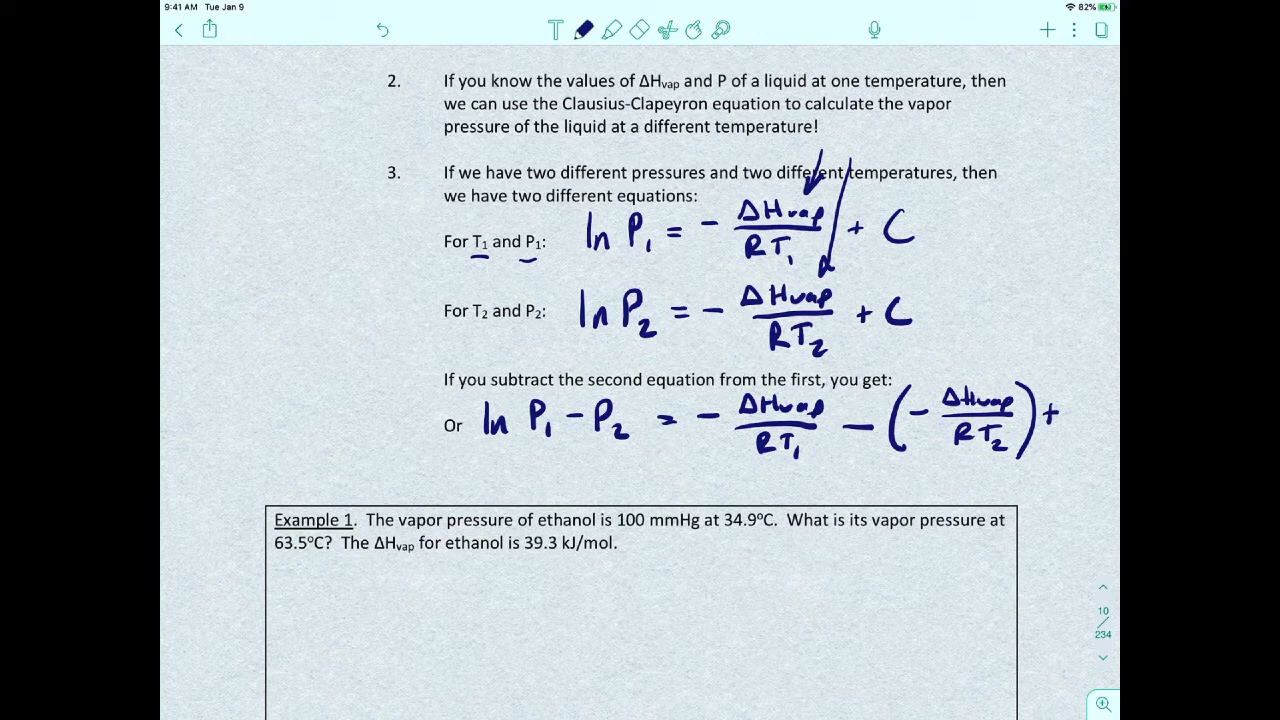 9:41 AM Tue Jan 9
82%
2. If you know the values of ΔHvap and P of a liquid at one temperature, then
we can use the Clausius-Clapeyron equation to calculate the vapor
pressure of the liquid at a different temperature!
3. If we have two different pressures and two different temperatures, then
we have two different equations:
For T₁ and P₁: ln P₁ = - ΔHvap/RT₁ + C
For T₂ and P₂: ln P₂ = - ΔHvap/RT₂ + C
If you subtract the second equation from the first, you get:
Or ln P₁ - P₂ = - ΔHvap/RT₁ - (- ΔHvap/RT₂) +
Example 1. The vapor pressure of ethanol is 100 mmHg at 34.9°C. What is its vapor pressure at
63.5°C? The ΔHvap for ethanol is 39.3 kJ/mol.
T
10
/
234